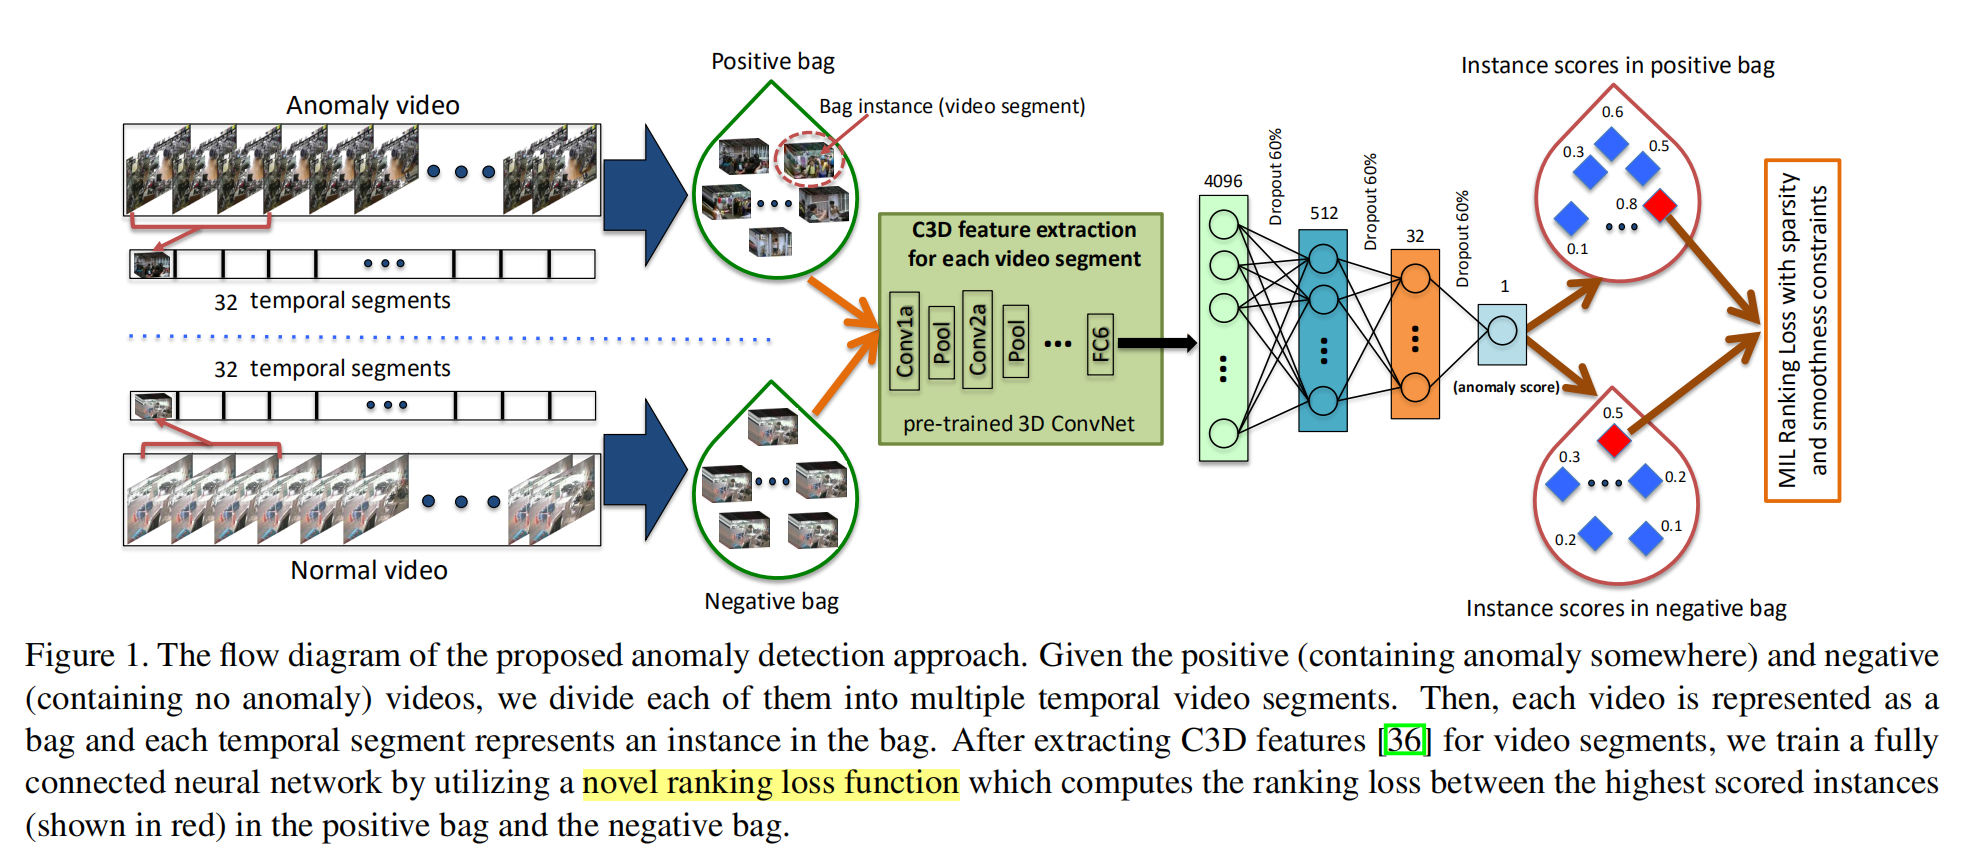 Positive bag
Instance scores in positive bag
Anomaly video
Bag instance (video segment)
32 temporal segments
32 temporal segments
Normal video
Negative bag
C3D feature extraction
for each video segment
Conv1a
Pool
Conv2a
Pool
FC6
pre-trained 3D ConvNet
4096
Dropout 60%
512
Dropout 60%
32
Dropout 60%
1
(anomaly score)
0.6
0.3
0.5
0.8
0.1
0.5
0.3
0.2
0.2
0.1
Instance scores in negative bag
MIL Ranking Loss with sparsity
and smoothness constraints
Figure 1. The flow diagram of the proposed anomaly detection approach. Given the positive (containing anomaly somewhere) and negative
(containing no anomaly) videos, we divide each of them into multiple temporal video segments. Then, each video is represented as a
bag and each temporal segment represents an instance in the bag. After extracting C3D features [36] for video segments, we train a fully
connected neural network by utilizing a novel ranking loss function which computes the ranking loss between the highest scored instances
(shown in red) in the positive bag and the negative bag.